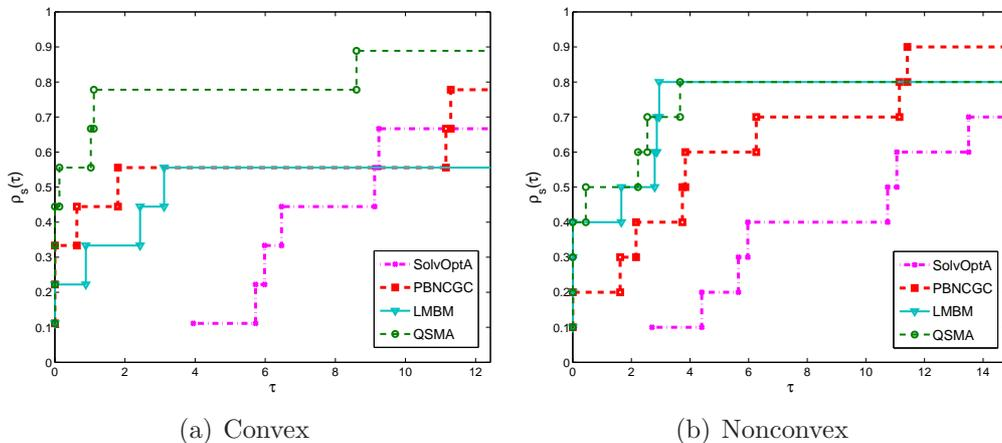 1
0.9
0.8
0.7
0.6
0.5
0.4
0.3
0.2
0.1
0
ρs(τ)
0 2 4 6 8 10 12
τ
SolvOptA
PBNCGC
LMBM
QSMA
(a) Convex
1
0.9
0.8
0.7
0.6
0.5
0.4
0.3
0.2
0.1
0
ρs(τ)
0 2 4 6 8 10 12 14
τ
SolvOptA
PBNCGC
LMBM
QSMA
(b) Nonconvex